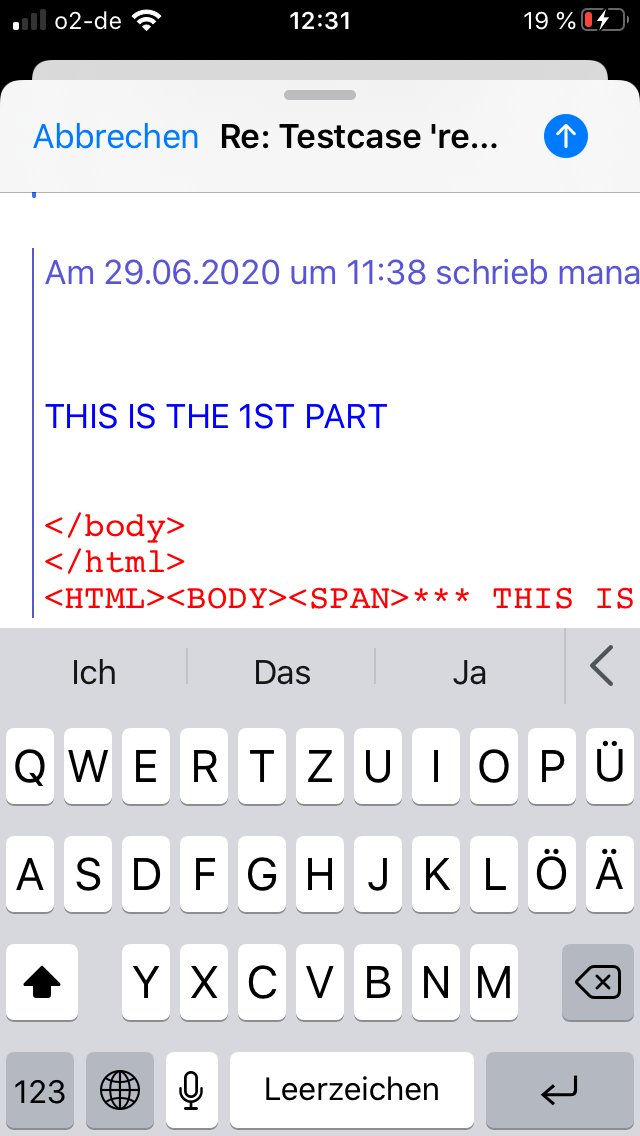 o2-de 12:31 19 %
Abbrechen Re: Testcase 're...
Am 29.06.2020 um 11:38 schrieb mana
THIS IS THE 1ST PART
</body>
</html>
<HTML><BODY><SPAN>*** THIS IS
Ich Das Ja
Q W E R T Z U I O P Ü
A S D F G H J K L Ö Ä
Y X C V B N M
123 Leerzeichen